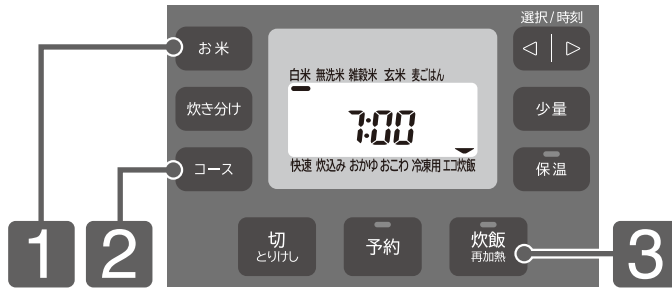 選択/時刻
お米
炊き分け
コース
白米 無洗米 雑穀米 玄米 麦ごはん
7:00
快速 炊込み おかゆ おこわ 冷凍用 エコ炊飯
少量
保温
切
とりけし
予約
炊飯
再加熱
1
2
3